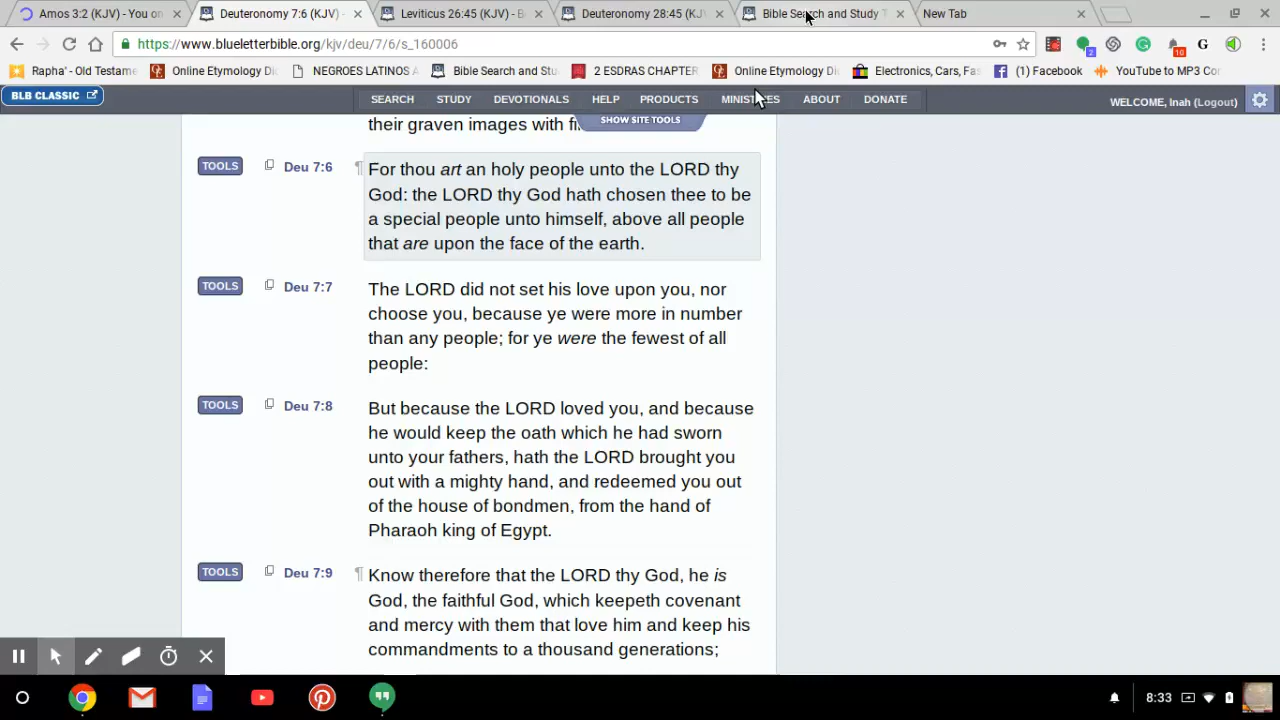 Amos 3:2 (KJV) - You on
Deuteronomy 7:6 (KJV) -
Leviticus 26:45 (KJV) - B
Deuteronomy 28:45 (KJV
Bible Search and Study T
New Tab
https://www.blueletterbible.org/kjv/deu/7/6/s_160006
2
10
G
Rapha' - Old Testame
Online Etymology Di
NEGROES LATINOS A
Bible Search and Stu
2 ESDRAS CHAPTER
Online Etymology Di
Electronics, Cars, Fas
(1) Facebook
YouTube to MP3 Cor
BLB CLASSIC
SEARCH STUDY DEVOTIONALS HELP PRODUCTS MINISTRIES ABOUT DONATE
WELCOME, Inah (Logout)
SHOW SITE TOOLS
their graven images with fi
TOOLS Deu 7:6 ¶ For thou art an holy people unto the LORD thy
God: the LORD thy God hath chosen thee to be
a special people unto himself, above all people
that are upon the face of the earth.
TOOLS Deu 7:7 The LORD did not set his love upon you, nor
choose you, because ye were more in number
than any people; for ye were the fewest of all
people:
TOOLS Deu 7:8 But because the LORD loved you, and because
he would keep the oath which he had sworn
unto your fathers, hath the LORD brought you
out with a mighty hand, and redeemed you out
of the house of bondmen, from the hand of
Pharaoh king of Egypt.
TOOLS Deu 7:9 ¶ Know therefore that the LORD thy God, he is
God, the faithful God, which keepeth covenant
and mercy with them that love him and keep his
commandments to a thousand generations;
8:33